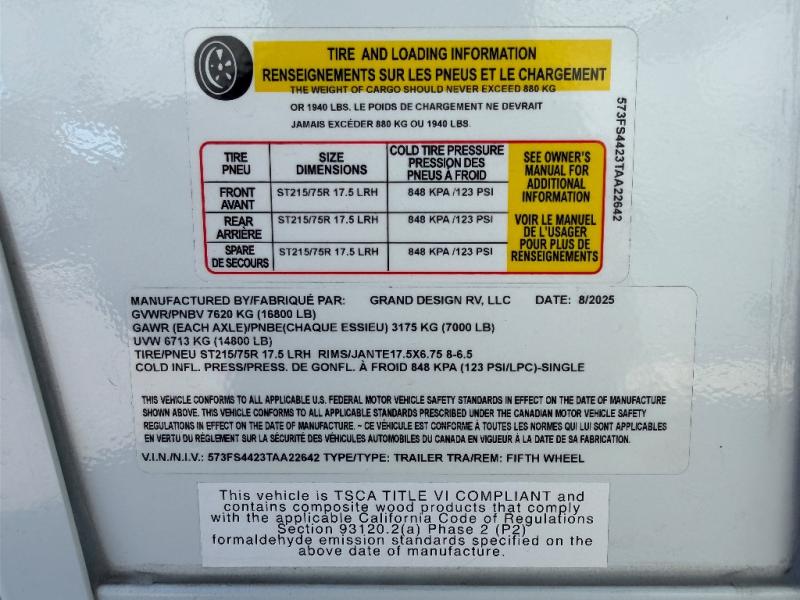 TIRE AND LOADING INFORMATION
RENSEIGNEMENTS SUR LES PNEUS ET LE CHARGEMENT
THE WEIGHT OF CARGO SHOULD NEVER EXCEED 880 KG
OR 1940 LBS. LE POIDS DE CHARGEMENT NE DEVRAIT
JAMAIS EXCÉDER 880 KG OU 1940 LBS.
573FS4423TAA22642
TIRE
PNEU
SIZE
DIMENSIONS
COLD TIRE PRESSURE
PRESSION DES
PNEUS À FROID
FRONT
AVANT
ST215/75R 17.5 LRH
848 KPA /123 PSI
REAR
ARRIÈRE
ST215/75R 17.5 LRH
848 KPA /123 PSI
SPARE
DE SECOURS
ST215/75R 17.5 LRH
848 KPA /123 PSI
SEE OWNER'S
MANUAL FOR
ADDITIONAL
INFORMATION
VOIR LE MANUEL
DE L'USAGER
POUR PLUS DE
RENSEIGNEMENTS
MANUFACTURED BY/FABRIQUÉ PAR: GRAND DESIGN RV, LLC DATE: 8/2025
GVWR/PNBV 7620 KG (16800 LB)
GAWR (EACH AXLE)/PNBE(CHAQUE ESSIEU) 3175 KG (7000 LB)
UVW 6713 KG (14800 LB)
TIRE/PNEU ST215/75R 17.5 LRH RIMS/JANTE17.5X6.75 8-6.5
COLD INFL. PRESS/PRESS. DE GONFL. À FROID 848 KPA (123 PSI/LPC)-SINGLE
THIS VEHICLE CONFORMS TO ALL APPLICABLE U.S. FEDERAL MOTOR VEHICLE SAFETY STANDARDS IN EFFECT ON THE DATE OF MANUFACTURE
SHOWN ABOVE. THIS VEHICLE CONFORMS TO ALL APPLICABLE STANDARDS PRESCRIBED UNDER THE CANADIAN MOTOR VEHICLE SAFETY
REGULATIONS IN EFFECT ON THE DATE OF MANUFACTURE. ~ CE VÉHICULE EST CONFORME À TOUTES LES NORMES QUI LUI SONT APPLICABLES
EN VERTU DU RÈGLEMENT SUR LA SÉCURITÉ DES VÉHICULES AUTOMOBILES DU CANADA EN VIGUEUR À LA DATE DE SA FABRICATION.
V.I.N./N.I.V.: 573FS4423TAA22642 TYPE/TYPE: TRAILER TRA/REM: FIFTH WHEEL
This vehicle is TSCA TITLE VI COMPLIANT and
contains composite wood products that comply
with the applicable California Code of Regulations
Section 93120.2(a) Phase 2 (P2)
formaldehyde emission standards specified on the
above date of manufacture.